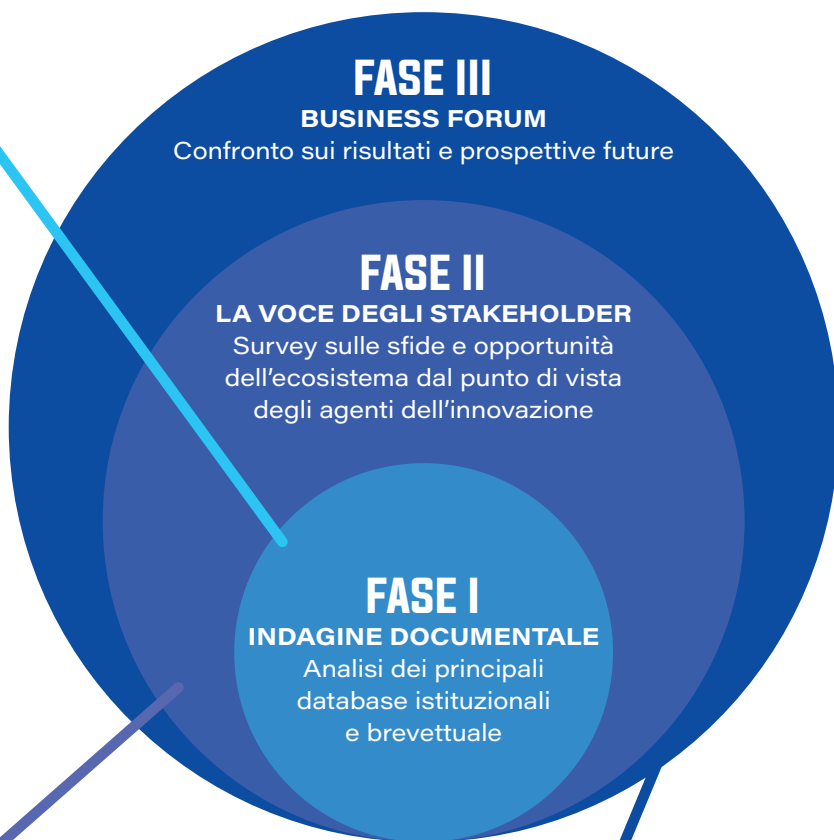 FASE III
BUSINESS FORUM
Confronto sui risultati e prospettive future
FASE II
LA VOCE DEGLI STAKEHOLDER
Survey sulle sfide e opportunità
dell’ecosistema dal punto di vista
degli agenti dell’innovazione
FASE I
INDAGINE DOCUMENTALE
Analisi dei principali
database istituzionali
e brevettuale